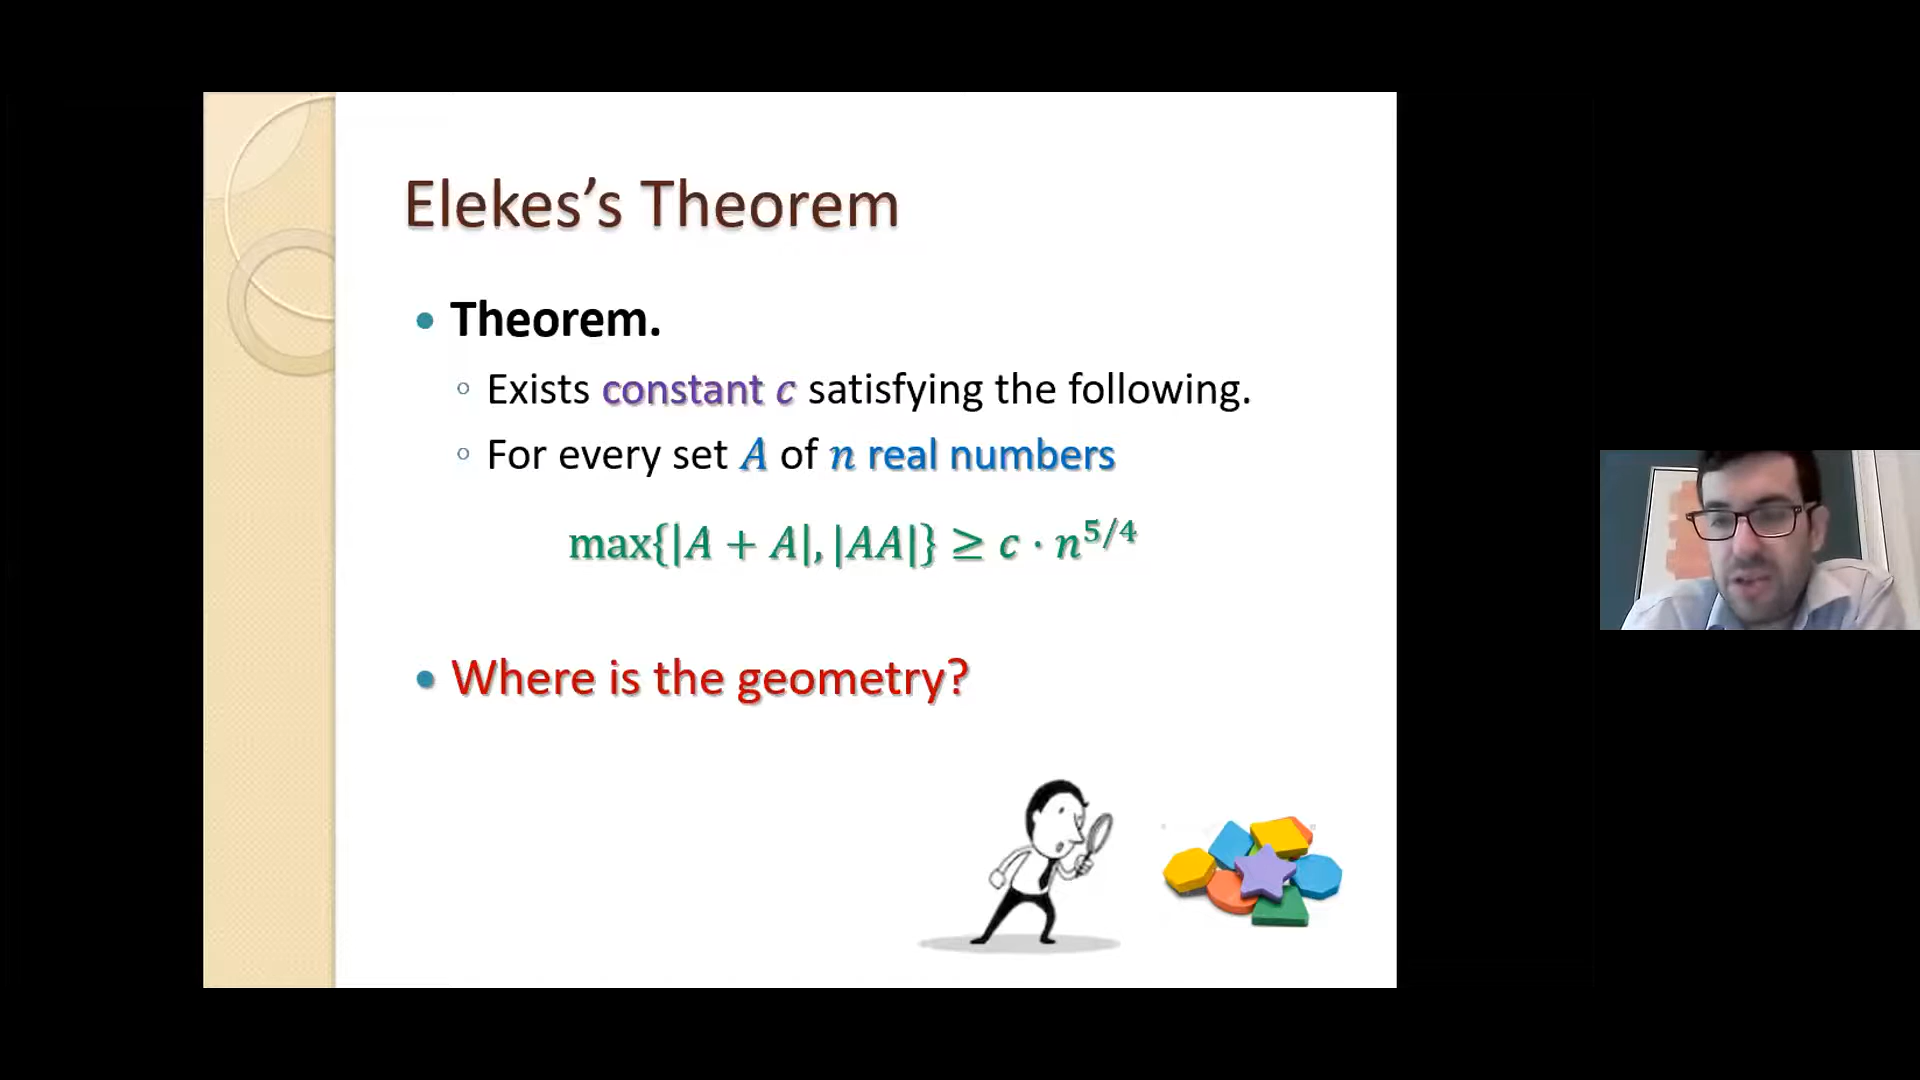 Elekes’s Theorem
• Theorem.
◦ Exists constant c satisfying the following.
◦ For every set A of n real numbers
max{|A + A|, |AA|} ≥ c · n^{5/4}
• Where is the geometry?